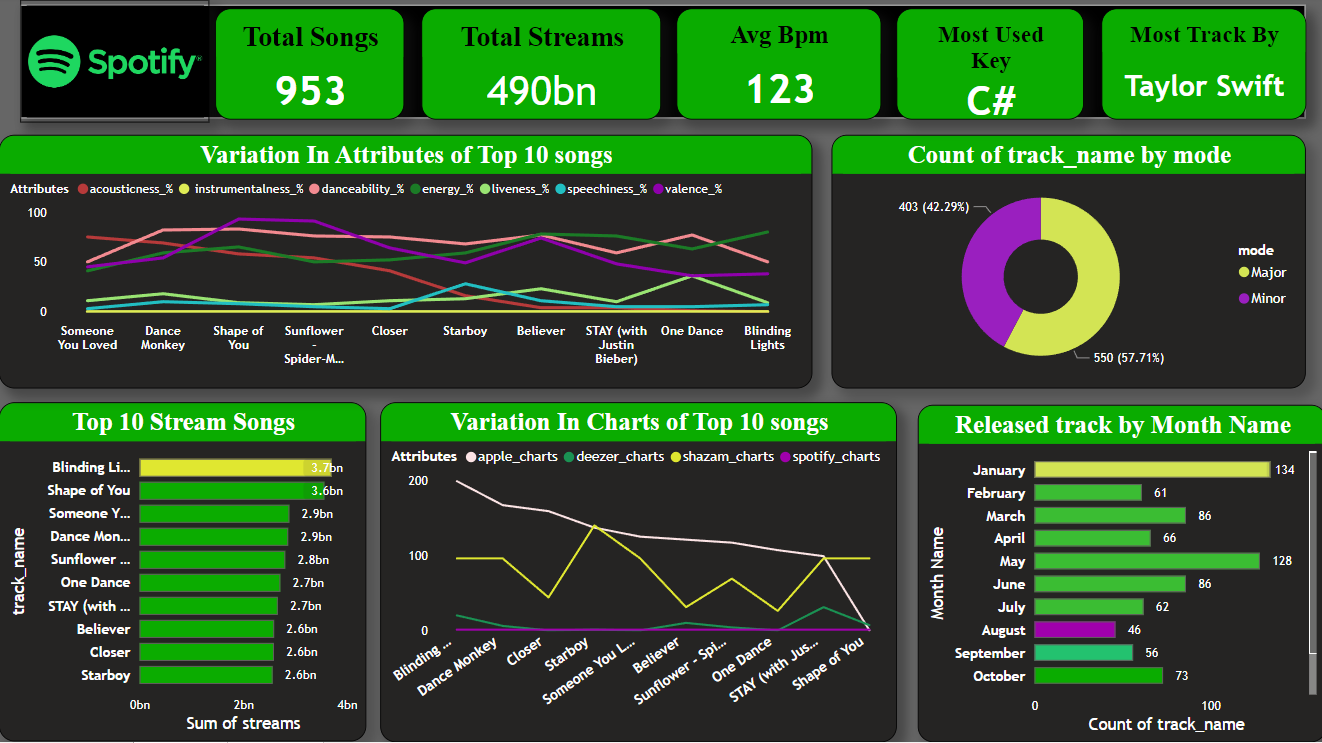 Spotify
Total Songs
953
Total Streams
490bn
Avg Bpm
123
Most Used
Key
C#
Most Track By
Taylor Swift
Variation In Attributes of Top 10 songs
Attributes acousticness_% instrumentalness_% danceability_% energy_% liveness_% speechiness_% valence_%
100
50
0
Someone
You Loved
Dance
Monkey
Shape of
You
Sunflower
-
Spider-M...
Closer
Starboy
Believer
STAY (with
Justin
Bieber)
One Dance
Blinding
Lights
Count of track_name by mode
403 (42.29%)
550 (57.71%)
mode
Major
Minor
Top 10 Stream Songs
track_name
Blinding Li... 3.7bn
Shape of You 3.6bn
Someone Y... 2.9bn
Dance Mon... 2.9bn
Sunflower ... 2.8bn
One Dance 2.7bn
STAY (with ... 2.7bn
Believer 2.6bn
Closer 2.6bn
Starboy 2.6bn
0bn 2bn 4bn
Sum of streams
Variation In Charts of Top 10 songs
Attributes apple_charts deezer_charts shazam_charts spotify_charts
200
100
0
Blinding ...
Dance Monkey
Closer
Starboy
Someone You L...
Believer
Sunflower - Spi...
One Dance
STAY (with Jus...
Shape of You
Released track by Month Name
Month Name
January 134
February 61
March 86
April 66
May 128
June 86
July 62
August 46
September 56
October 73
0 100
Count of track_name